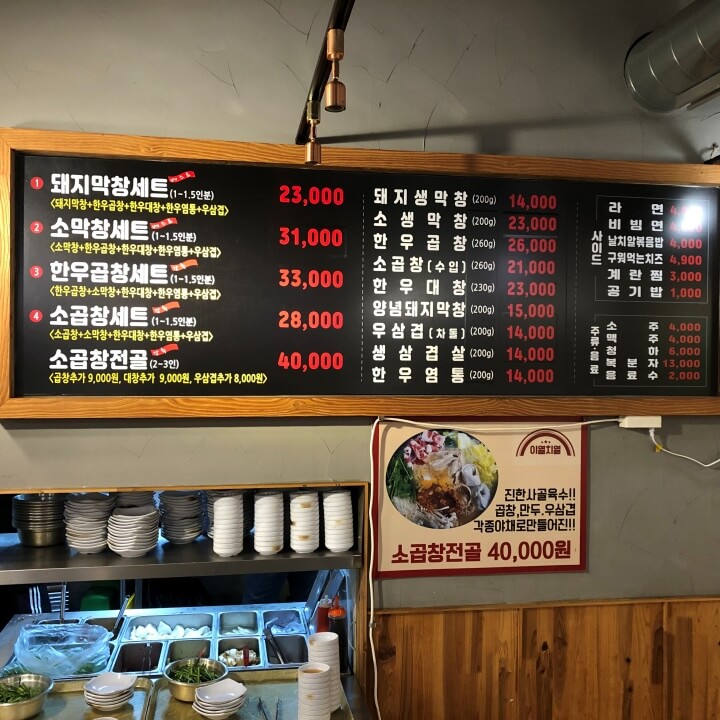 1 돼지막창세트 (1~1.5인분) 23,000
<돼지막창+한우곱창+한우대창+한우염통+우삼겹>
2 소막창세트 (1~1.5인분) 31,000
<소막창+한우곱창+한우대창+한우염통+우삼겹>
3 한우곱창세트 (1~1.5인분) 33,000
<한우곱창+소막창+한우대창+한우염통+우삼겹>
4 소곱창세트 (1~1.5인분) 28,000
<소곱창+소막창+한우대창+한우염통+우삼겹>
소곱창전골 (2~3인) 40,000
<곱창추가 9,000원, 대창추가 9,000원, 우삼겹추가 8,000원>
돼지생막창 (200g) 14,000
소생막창 (200g) 23,000
한우곱창 (260g) 26,000
소곱창(수입) (260g) 21,000
한우대창 (230g) 23,000
양념돼지막창 (200g) 15,000
우삼겹(차돌) (200g) 14,000
생삼겹살 (200g) 14,000
한우염통 (200g) 14,000
사이드
라면
비빔면
날치알볶음밥 4,000
구워먹는치즈 4,900
계란찜 3,000
공기밥 1,000
주류·음료
소주 4,000
맥주 4,000
청하 6,000
복분자 13,000
음료수 2,000
이열치열
진한사골육수!!
곱창,만두.우삼겹
각종야채로만들어진!!!
소곱창전골 40,000원